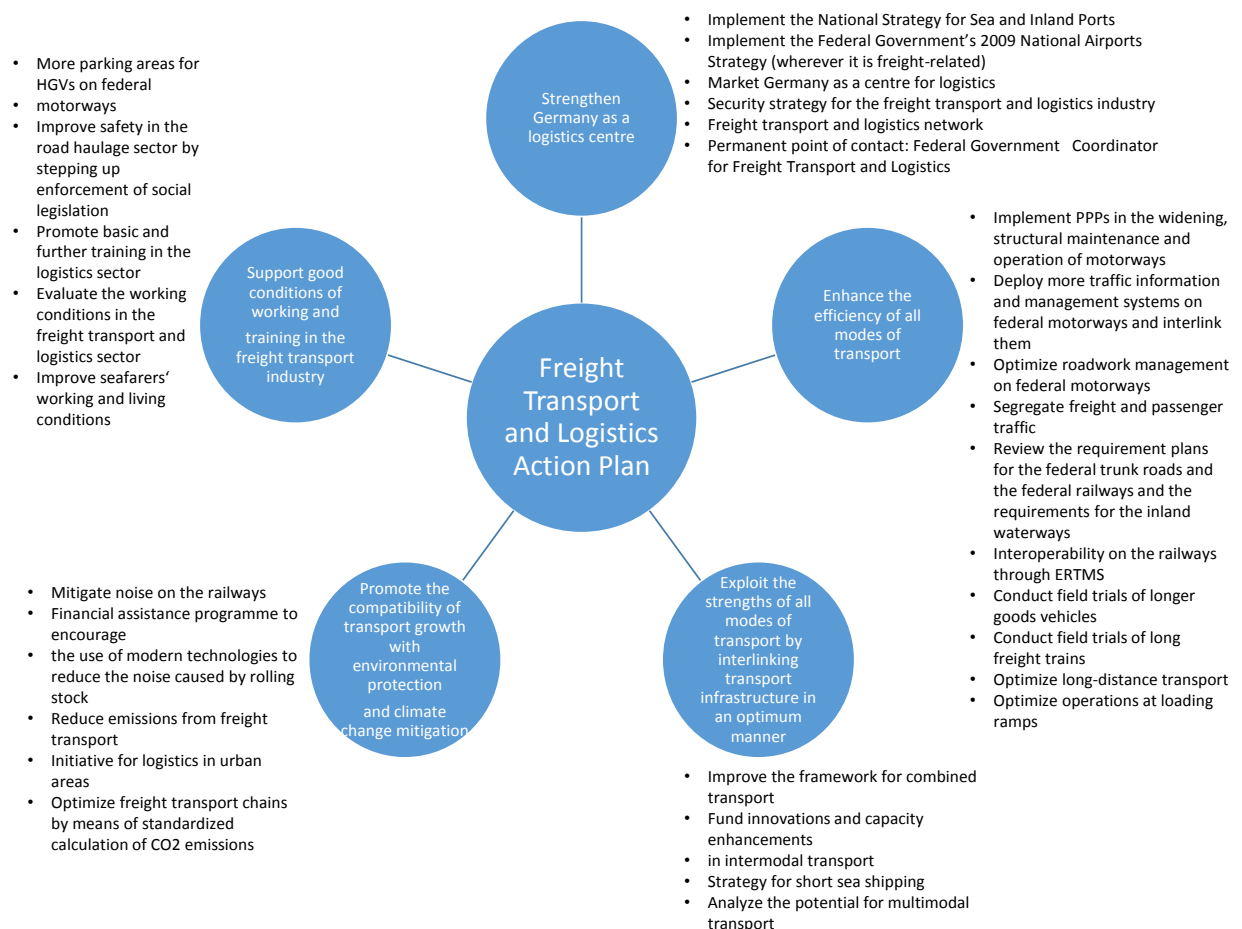 • Implement the National Strategy for Sea and Inland Ports
• Implement the Federal Government's 2009 National Airports
Strategy (wherever it is freight-related)
• Market Germany as a centre for logistics
• Security strategy for the freight transport and logistics industry
• Freight transport and logistics network
• Permanent point of contact: Federal Government Coordinator
for Freight Transport and Logistics
Strengthen
Germany as a
logistics centre
• More parking areas for
HGVs on federal
• motorways
• Improve safety in the
road haulage sector by
stepping up
enforcement of social
legislation
• Promote basic and
further training in the
logistics sector
• Evaluate the working
conditions in the
freight transport and
logistics sector
• Improve seafarers‘
working and living
conditions
Support good
conditions of
working and
training in the
freight transport
industry
Enhance the
efficiency of all
modes of
transport
• Implement PPPs in the widening,
structural maintenance and
operation of motorways
• Deploy more traffic information
and management systems on
federal motorways and interlink
them
• Optimize roadwork management
on federal motorways
• Segregate freight and passenger
traffic
• Review the requirement plans
for the federal trunk roads and
the federal railways and the
requirements for the inland
waterways
• Interoperability on the railways
through ERTMS
• Conduct field trials of longer
goods vehicles
• Conduct field trials of long
freight trains
• Optimize long-distance transport
• Optimize operations at loading
ramps
Freight
Transport
and Logistics
Action Plan
• Mitigate noise on the railways
• Financial assistance programme to
encourage
• the use of modern technologies to
reduce the noise caused by rolling
stock
• Reduce emissions from freight
transport
• Initiative for logistics in urban
areas
• Optimize freight transport chains
by means of standardized
calculation of CO2 emissions
Promote the
compatibility of
transport growth
with
environmental
protection
and climate
change mitigation
Exploit the
strengths of all
modes of
transport by
interlinking
transport
infrastructure in
an optimum
manner
• Improve the framework for combined
transport
• Fund innovations and capacity
enhancements
• in intermodal transport
• Strategy for short sea shipping
• Analyze the potential for multimodal
transport